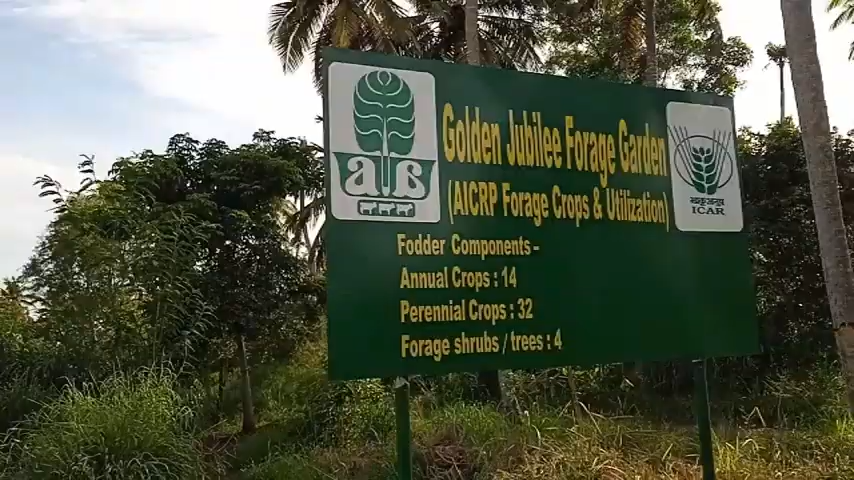 Golden Jubilee Forage Garden
(AICRP Forage Crops & Utilization)
Fodder Components -
Annual Crops : 14
Perennial Crops : 32
Forage shrubs / trees : 4
भाकृअनुप
ICAR